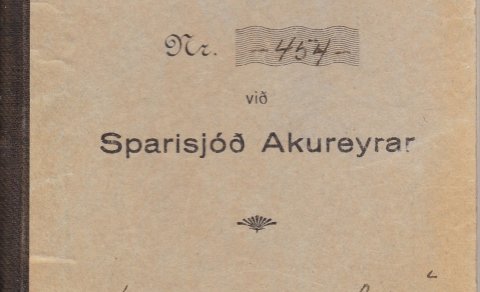 Nr. -454-
við
Sparisjóð Akureyrar